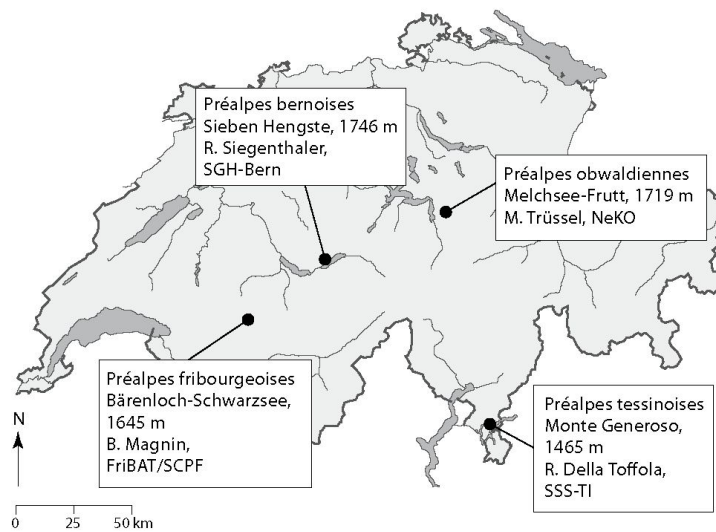 Préalpes bernoises
Sieben Hengste, 1746 m
R. Siegenthaler,
SGH-Bern
Préalpes obwaldiennes
Melchsee-Frutt, 1719 m
M. Trüssel, NeKO
Préalpes fribourgeoises
Bärenloch-Schwarzsee,
1645 m
B. Magnin,
FriBAT/SCPF
Préalpes tessinoises
Monte Generoso,
1465 m
R. Della Toffola,
SSS-TI
N
0 25 50 km